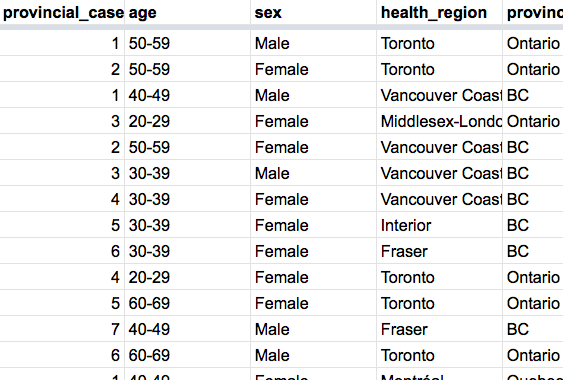 provincial_case age sex health_region provinc
1 50-59 Male Toronto Ontario
2 50-59 Female Toronto Ontario
1 40-49 Male Vancouver Coast BC
3 20-29 Female Middlesex-Londo Ontario
2 50-59 Female Vancouver Coast BC
3 30-39 Male Vancouver Coast BC
4 30-39 Female Vancouver Coast BC
5 30-39 Female Interior BC
6 30-39 Female Fraser BC
4 20-29 Female Toronto Ontario
5 60-69 Female Toronto Ontario
7 40-49 Male Fraser BC
6 60-69 Male Toronto Ontario
1 40-49 Female Montréal Quebec